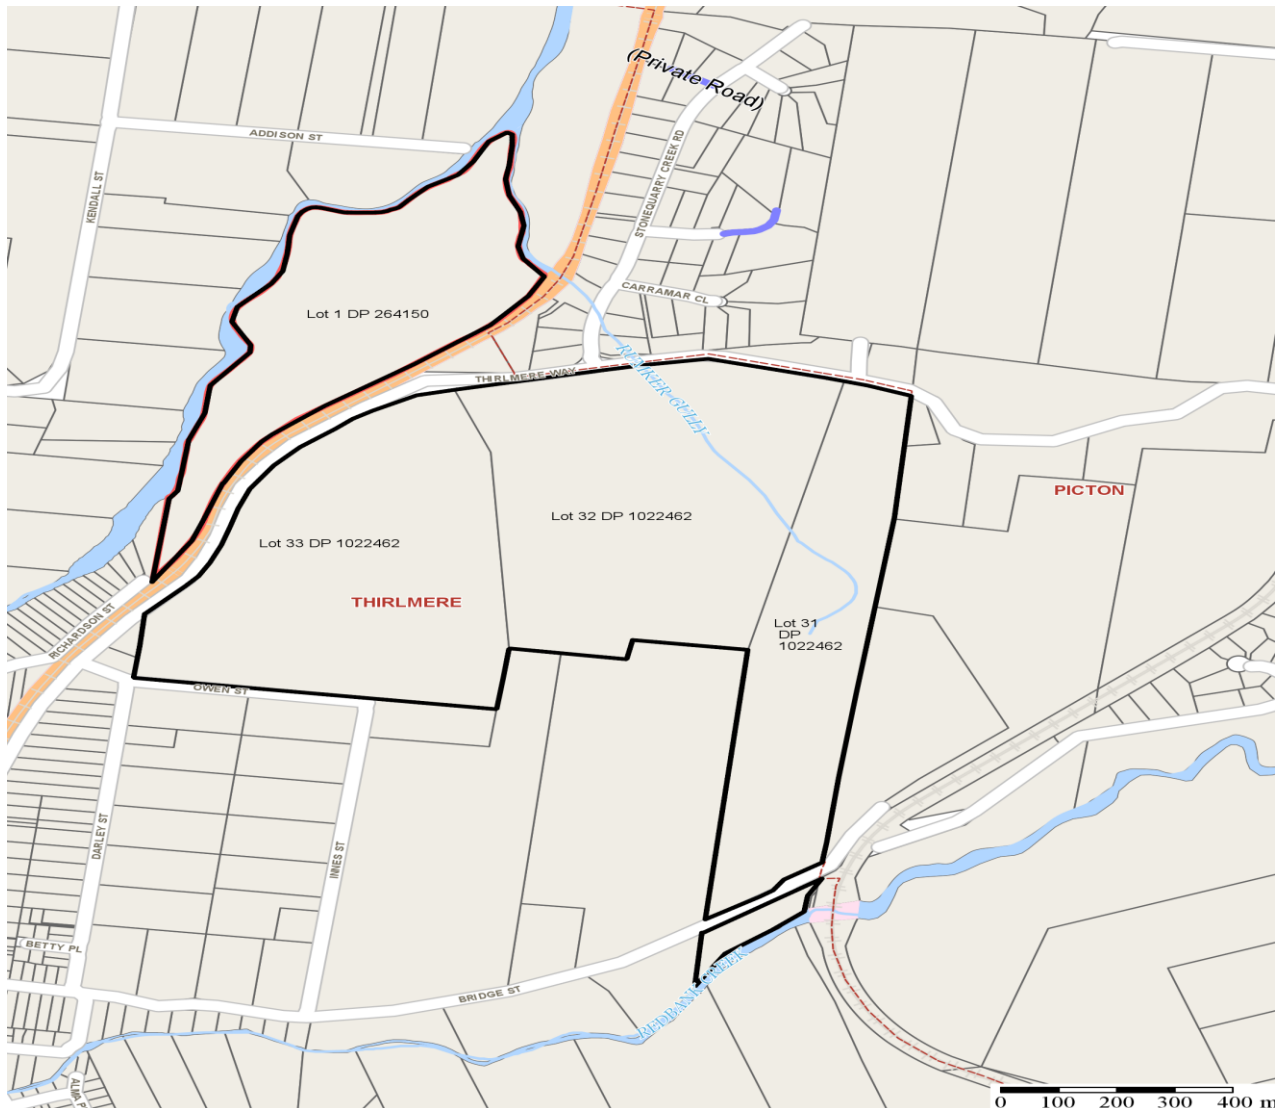 (Private Road)
ADDISON ST
KENDALL ST
STONEQUARRY CREEK RD
CARRAMAR CL
Lot 1 DP 264150
RUMKER GULLY
THIRLMERE WAY
PICTON
Lot 32 DP 1022462
Lot 33 DP 1022462
THIRLMERE
RICHARDSON ST
Lot 31
DP
1022462
OWEN ST
DARLEY ST
INNES ST
BETTY PL
BRIDGE ST
REDBANK CREEK
ALMA P
0 100 200 300 400 m